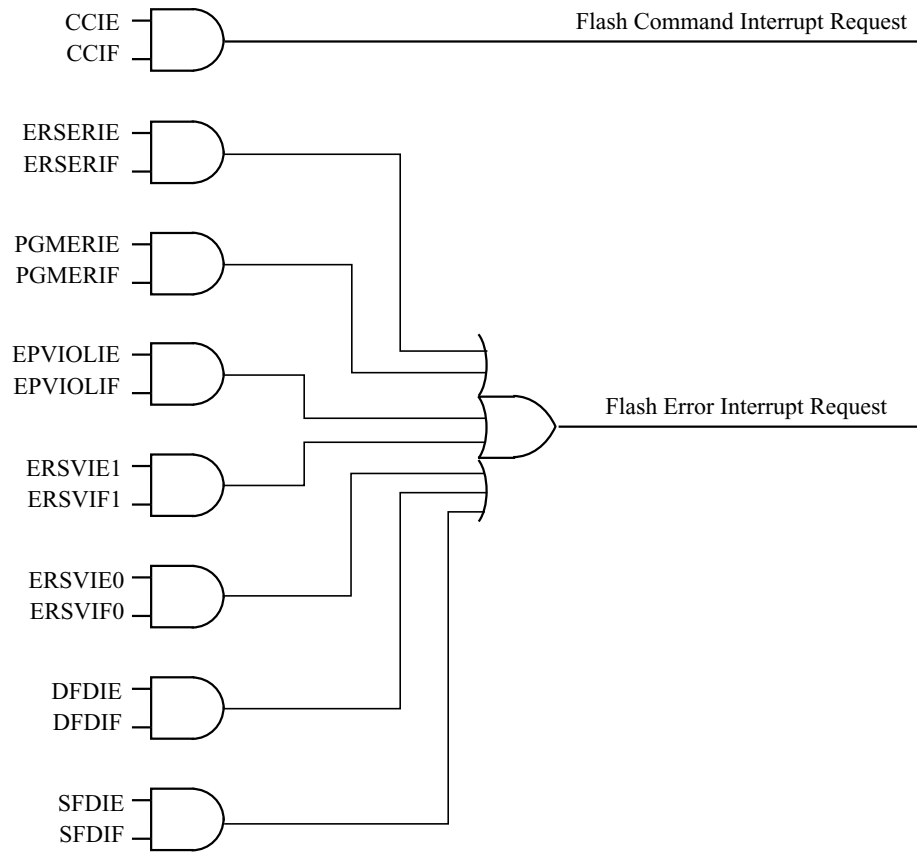 CCIE
CCIF
Flash Command Interrupt Request
ERSERIE
ERSERIF
PGMERIE
PGMERIF
EPVIOLIE
EPVIOLIF
Flash Error Interrupt Request
ERSVIE1
ERSVIF1
ERSVIE0
ERSVIF0
DFDIE
DFDIF
SFDIE
SFDIF